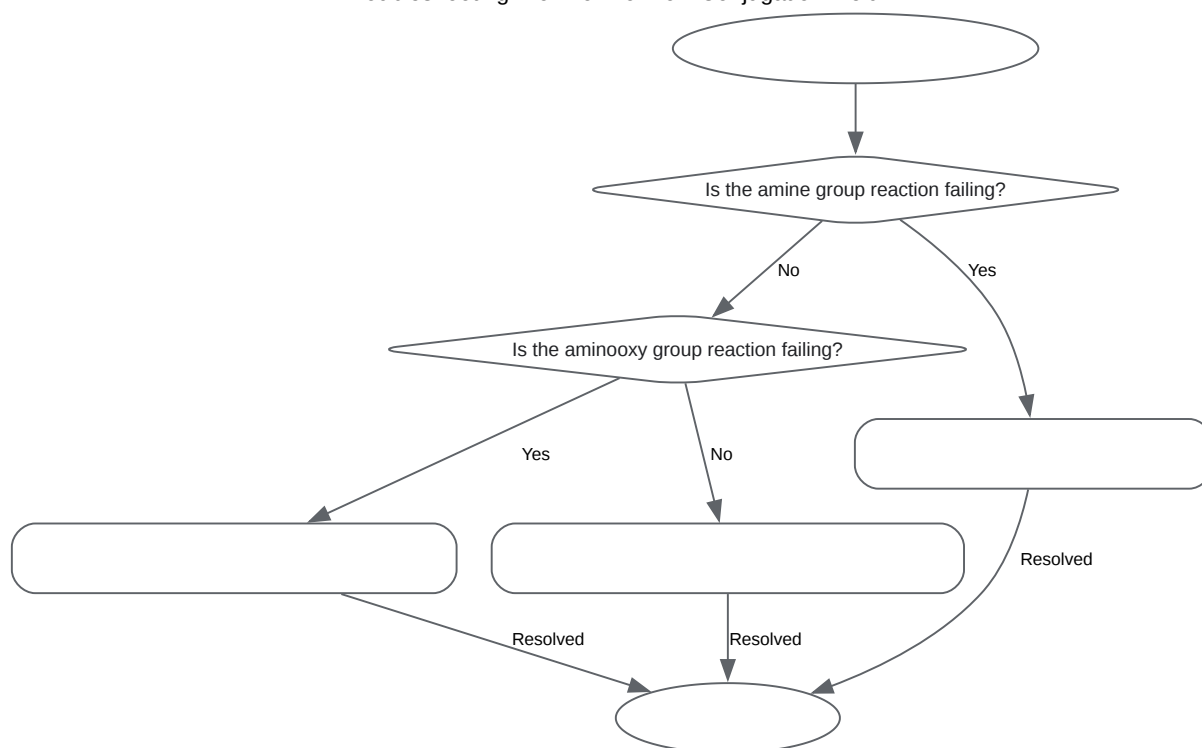 Is the amine group reaction failing?
No
Yes
Is the aminooxy group reaction failing?
Yes
No
Resolved
Resolved
Resolved